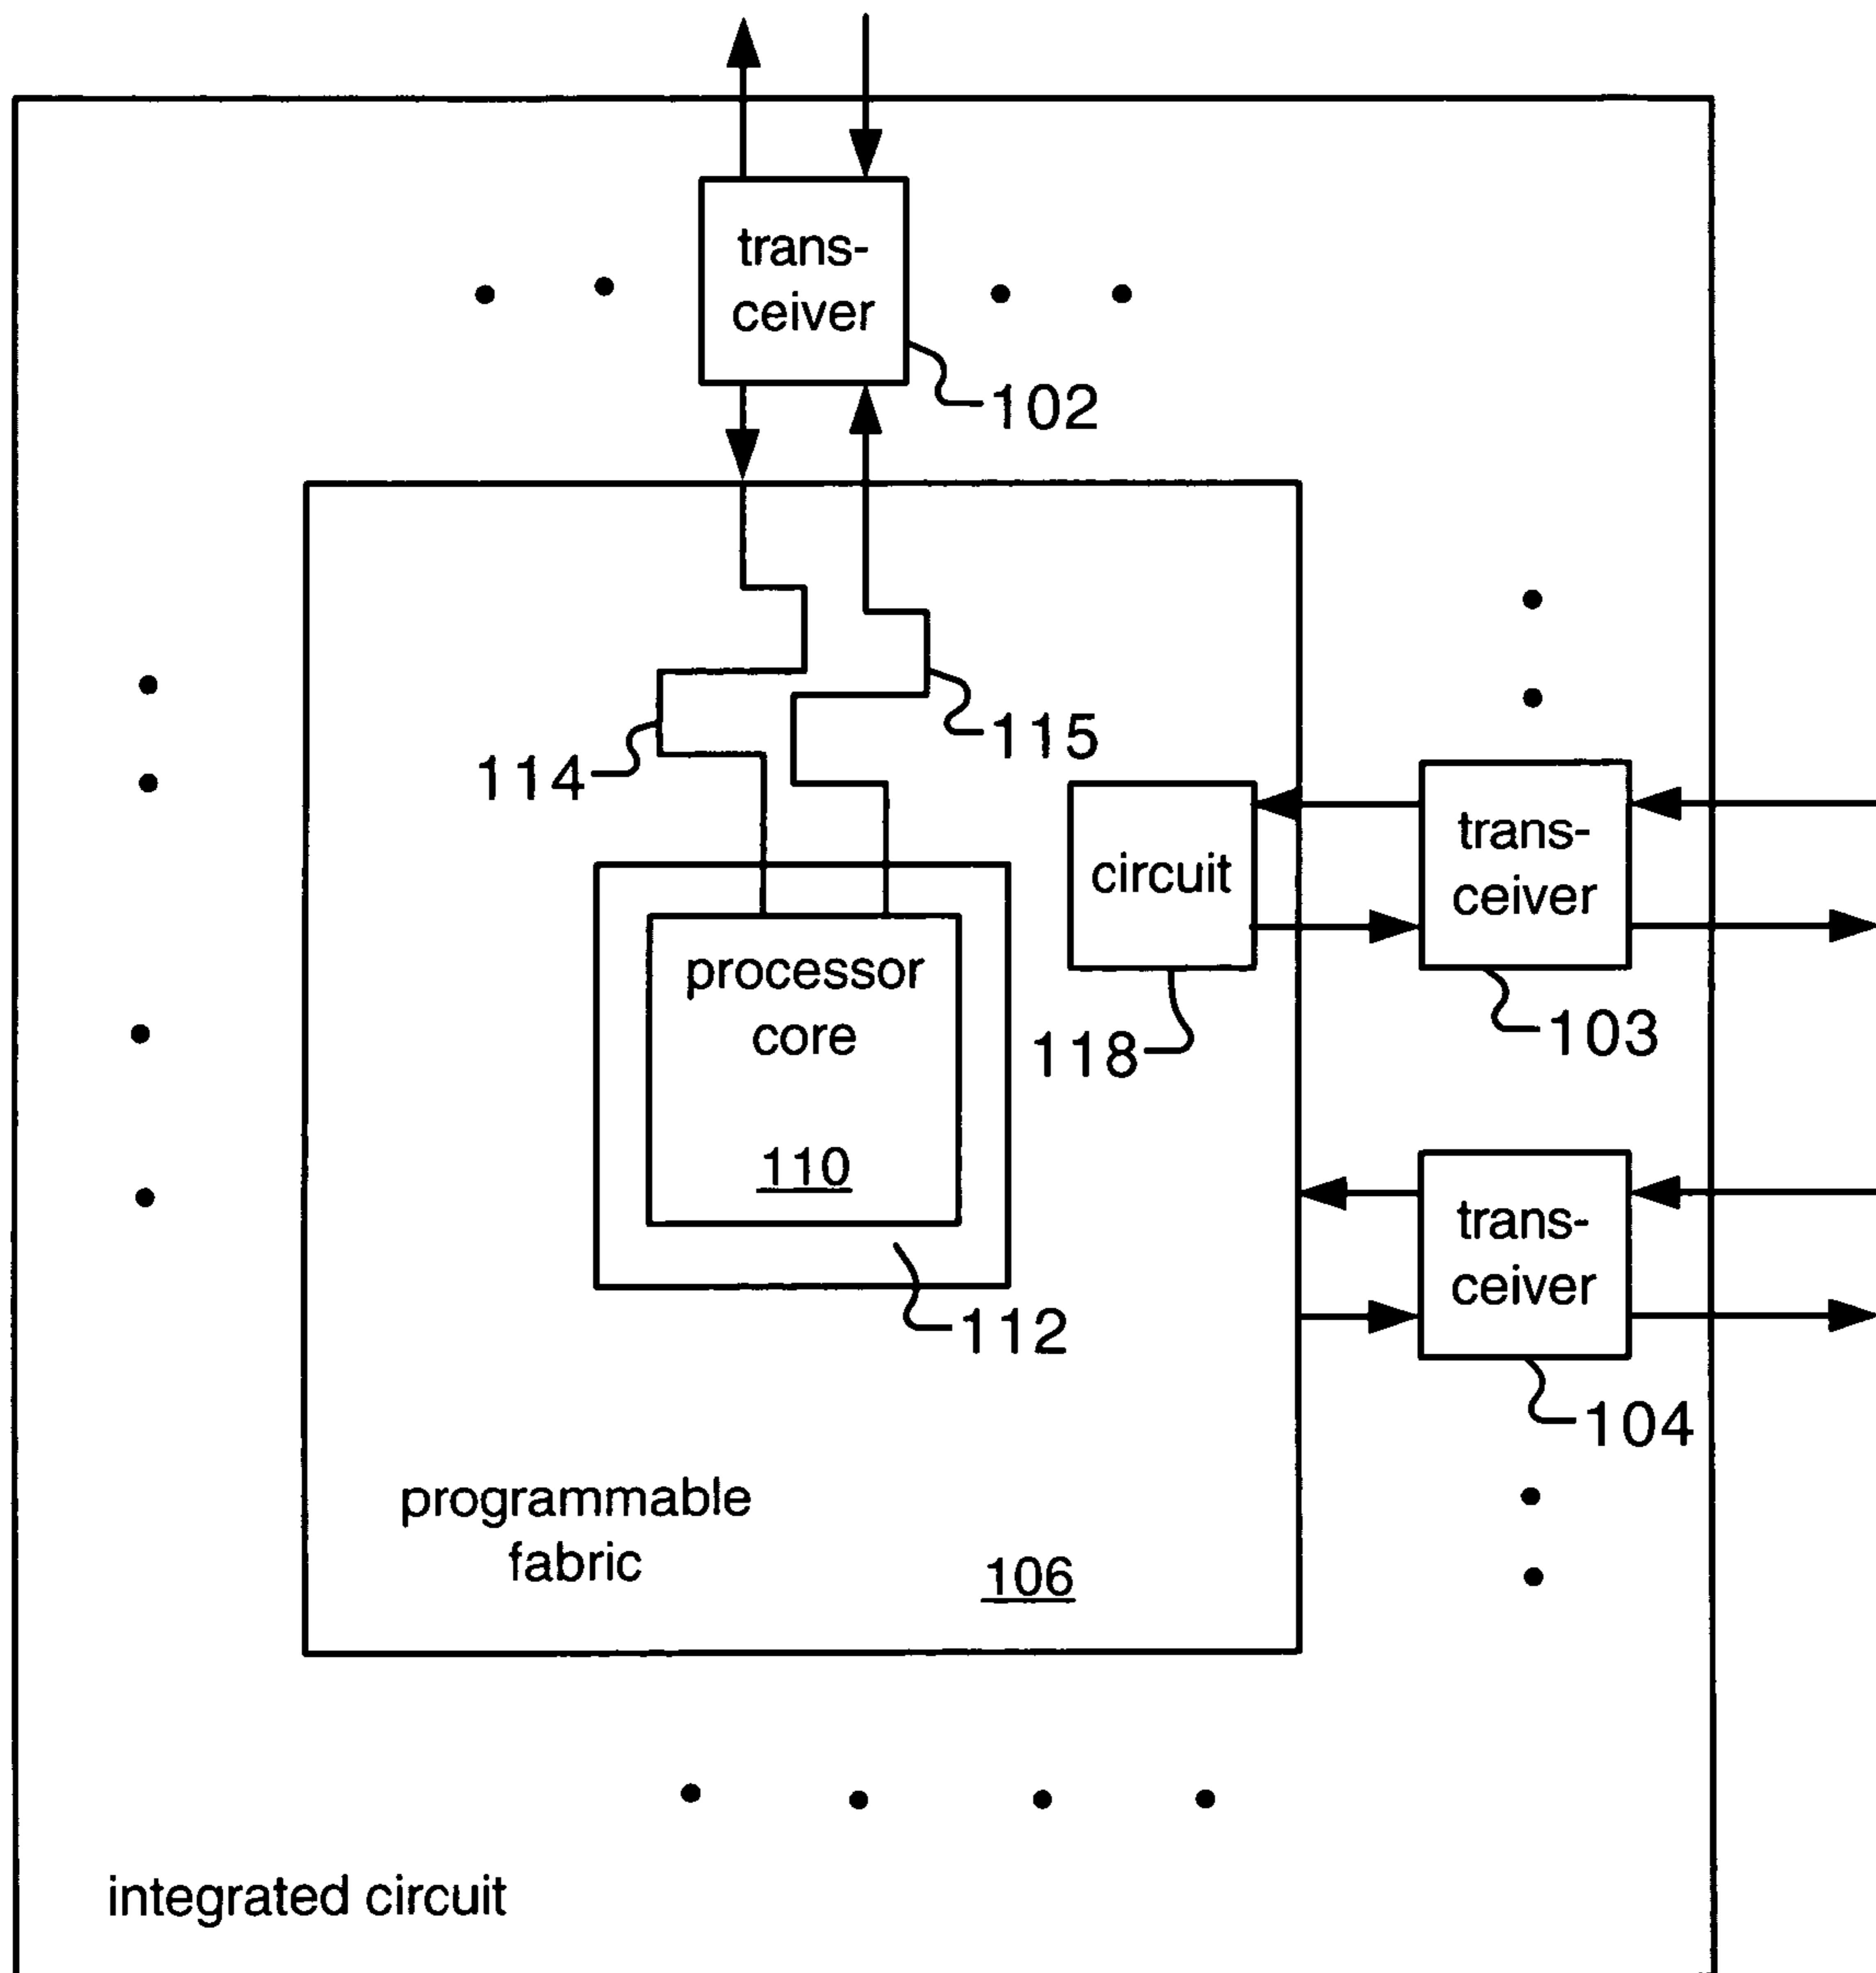 trans-
ceiver
102
114
115
circuit
118
trans-
ceiver
103
processor
core
110
112
trans-
ceiver
104
programmable
fabric
106
integrated circuit